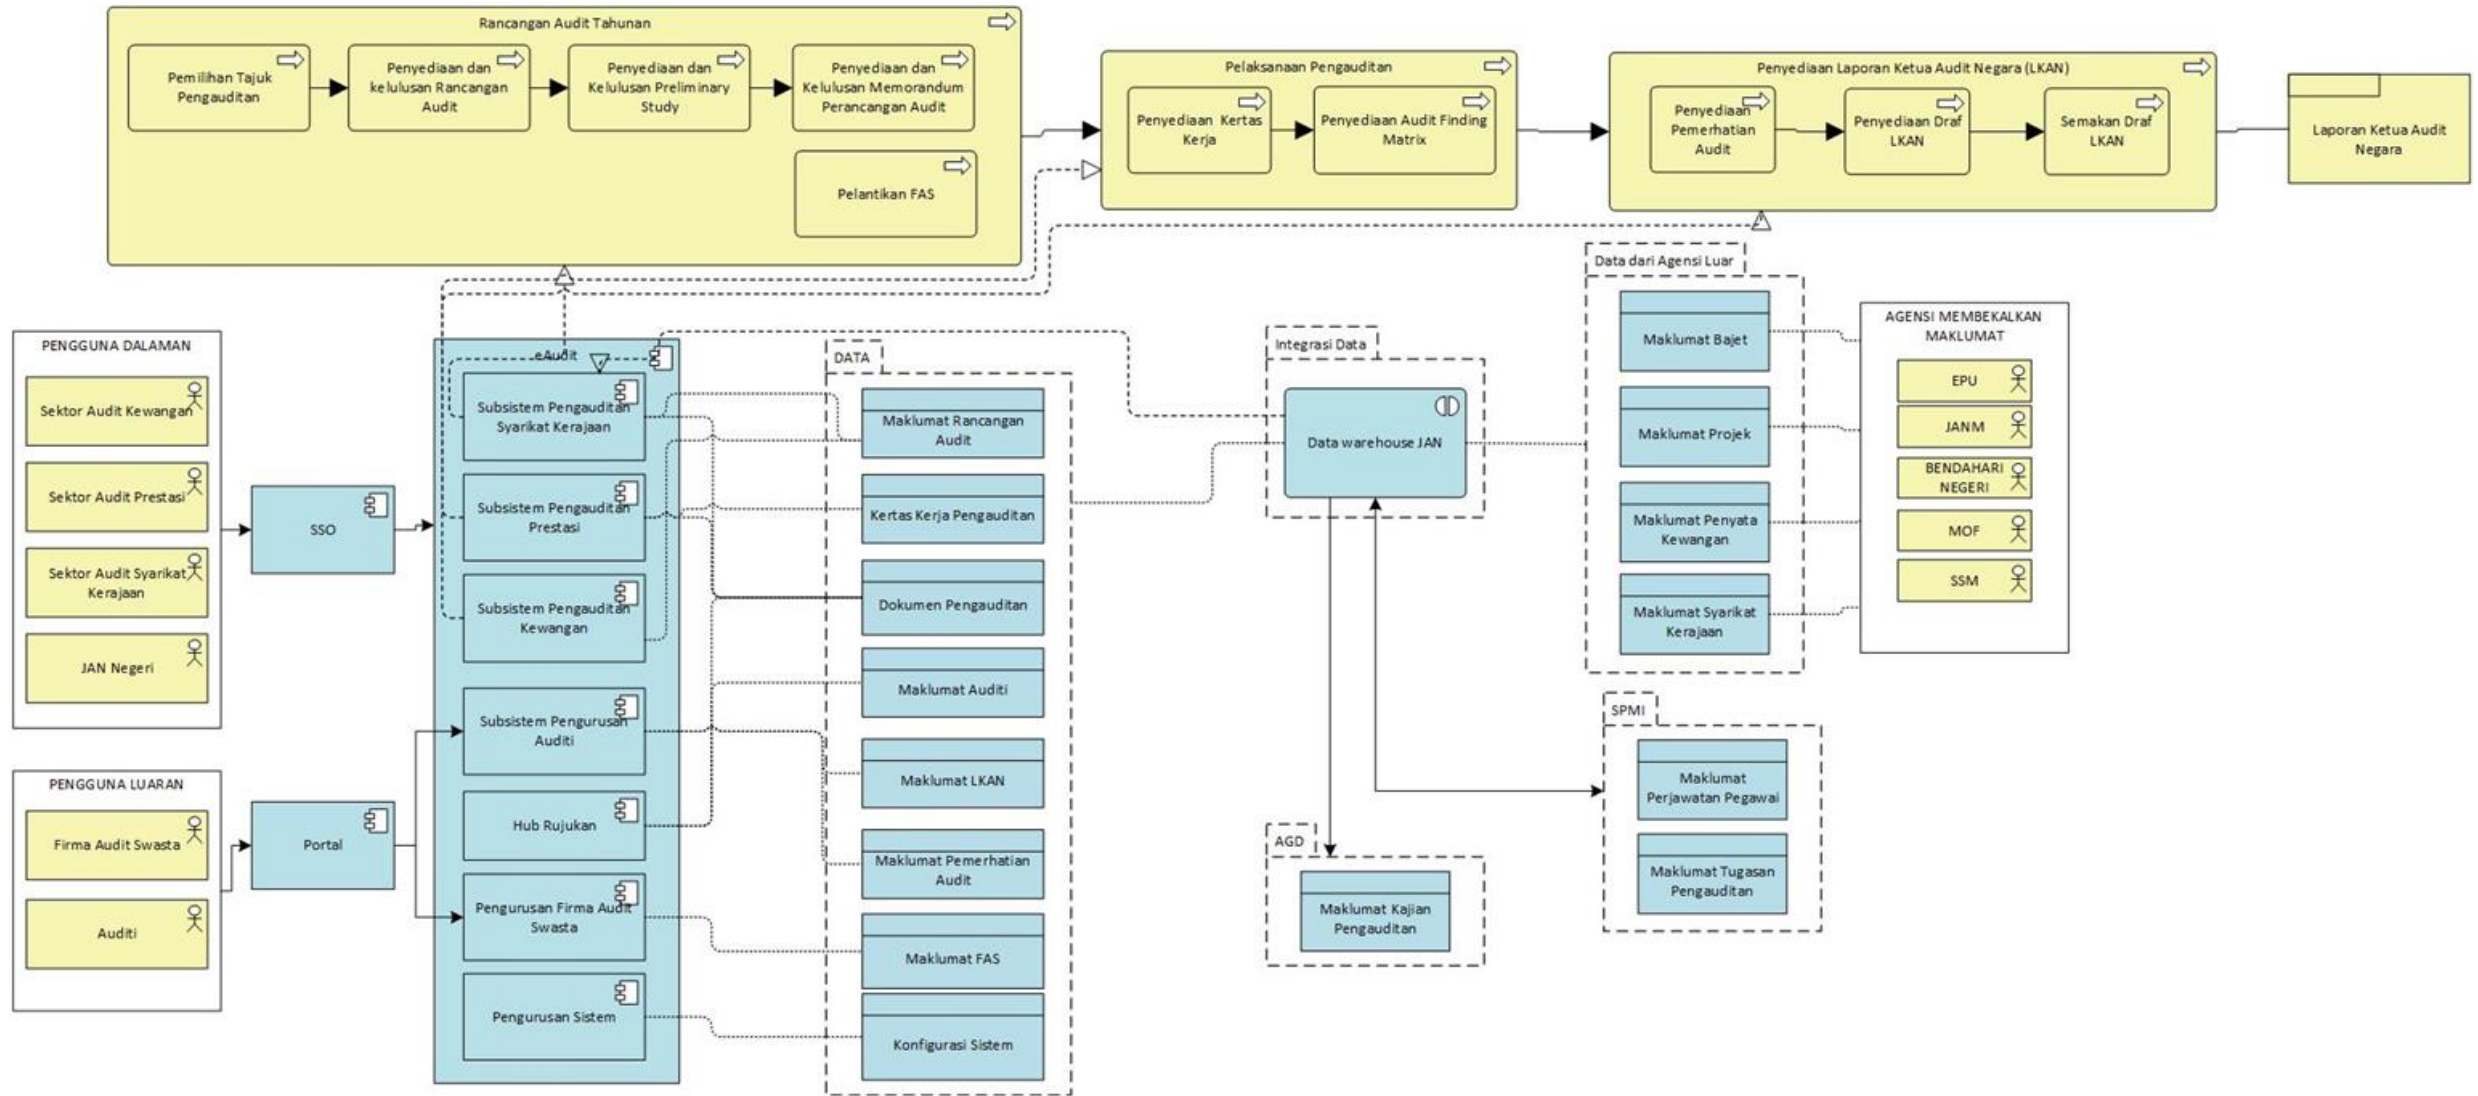 Rancangan Audit Tahunan
Pemilihan Tajuk
Pengauditan
Penyediaan dan
kelulusan Rancangan
Audit
Penyediaan dan
Kelulusan Preliminary
Study
Penyediaan dan
Kelulusan Memorandum
Perancangan Audit
Pelantikan FAS
Pelaksanaan Pengauditan
Penyediaan Kertas
Kerja
Penyediaan Audit Finding
Matrix
Penyediaan Laporan Ketua Audit Negara (LKAN)
Penyediaan
Pemerhatian
Audit
Penyediaan Draf
LKAN
Semakan Draf
LKAN
Laporan Ketua Audit
Negara
PENGGUNA DALAMAN
Sektor Audit Kewangan
Sektor Audit Prestasi
Sektor Audit Syarikat
Kerajaan
JAN Negeri
PENGGUNA LUARAN
Firma Audit Swasta
Auditi
SSO
Portal
eAudit
Subsistem Pengauditan
Syarikat Kerajaan
Subsistem Pengauditan
Prestasi
Subsistem Pengauditan
Kewangan
Subsistem Pengurusan
Auditi
Hub Rujukan
Pengurusan Firma Audit
Swasta
Pengurusan Sistem
DATA
Maklumat Rancangan
Audit
Kertas Kerja Pengauditan
Dokumen Pengauditan
Maklumat Auditi
Maklumat LKAN
Maklumat Pemerhatian
Audit
Maklumat FAS
Konfigurasi Sistem
Integrasi Data
Data warehouse JAN
AGD
Maklumat Kajian
Pengauditan
Data dari Agensi Luar
Maklumat Bajet
Maklumat Projek
Maklumat Penyata
Kewangan
Maklumat Syarikat
Kerajaan
SPMI
Maklumat
Perjawatan Pegawai
Maklumat Tugasan
Pengauditan
AGENSI MEMBEKALKAN
MAKLUMAT
EPU
JANM
BENDAHARI
NEGERI
MOF
SSM